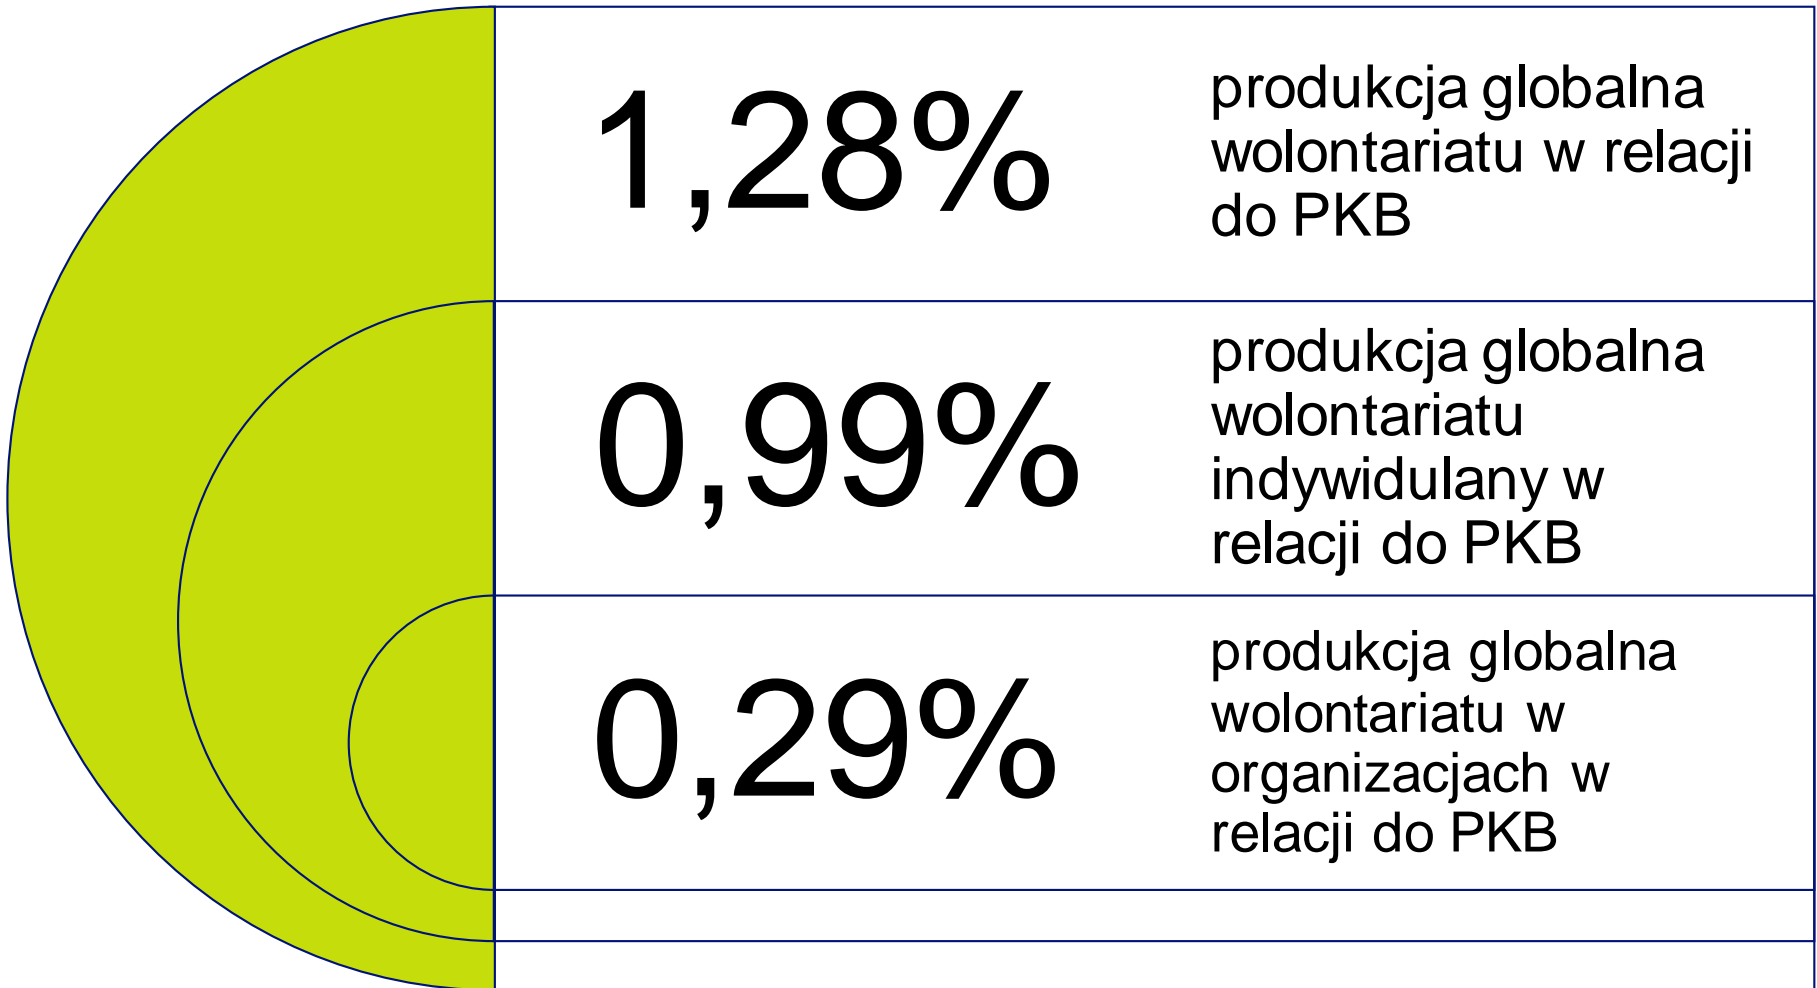 1,28%
produkcja globalna
wolontariatu w relacji
do PKB
0,99%
produkcja globalna
wolontariatu
indywidulany w
relacji do PKB
0,29%
produkcja globalna
wolontariatu w
organizacjach w
relacji do PKB